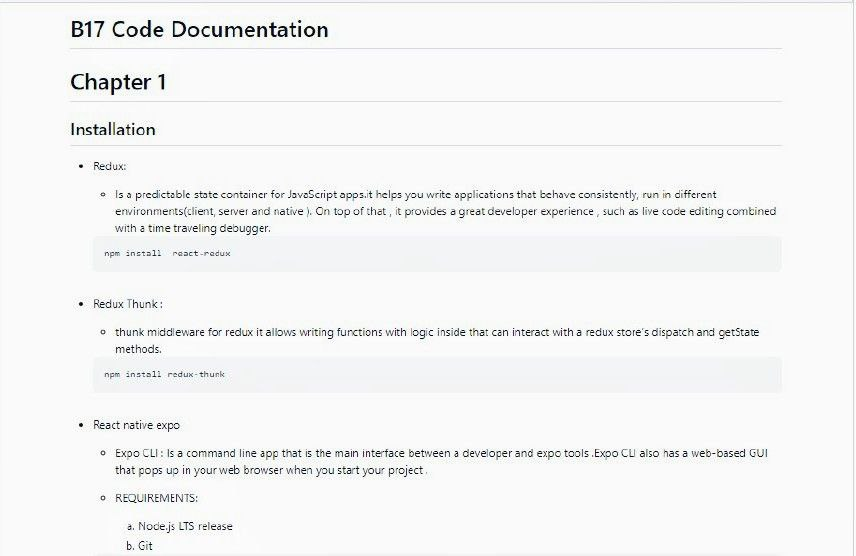 B17 Code Documentation
Chapter 1
Installation
Redux:
Is a predictable state container for JavaScript apps.it helps you write applications that behave consistently, run in different
environments(client, server and native ). On top of that , it provides a great developer experience , such as live code editing combined
with a time traveling debugger.
npm install  react-redux
Redux Thunk :
thunk middleware for redux it allows writing functions with logic inside that can interact with a redux store's dispatch and getState
methods.
npm install redux-thunk
React native expo
Expo CLI : Is a command line app that is the main interface between a developer and expo tools .Expo CLI also has a web-based GUI
that pops up in your web browser when you start your project .
REQUIREMENTS:
a. Node.js LTS release
b. Git